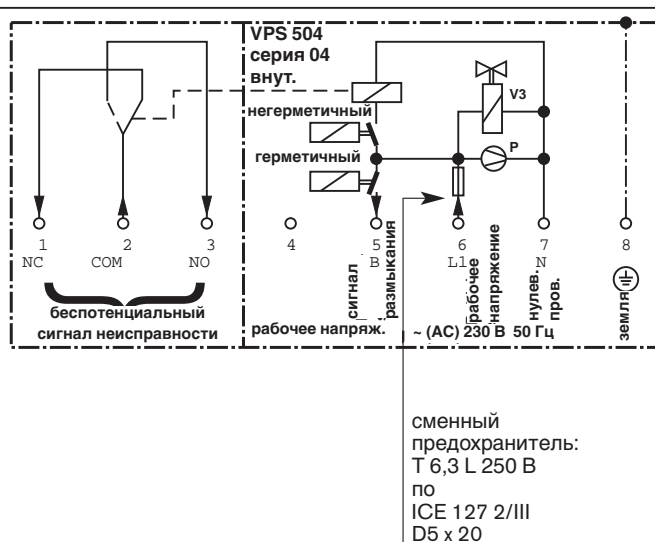 VPS 504
серия 04
внут.
негерметичный
герметичный
V3
P
1
2
3
4
5
6
7
8
NC
COM
NO
B
L1
N
сигнал
размыкания
рабочее
напряжение
нулев.
пров.
земля
беспотенциальный
сигнал неисправности
рабочее напряж.
~ (AC) 230 В 50 Гц
сменный
предохранитель:
T 6,3 L 250 В
по
ICE 127 2/III
D5 x 20